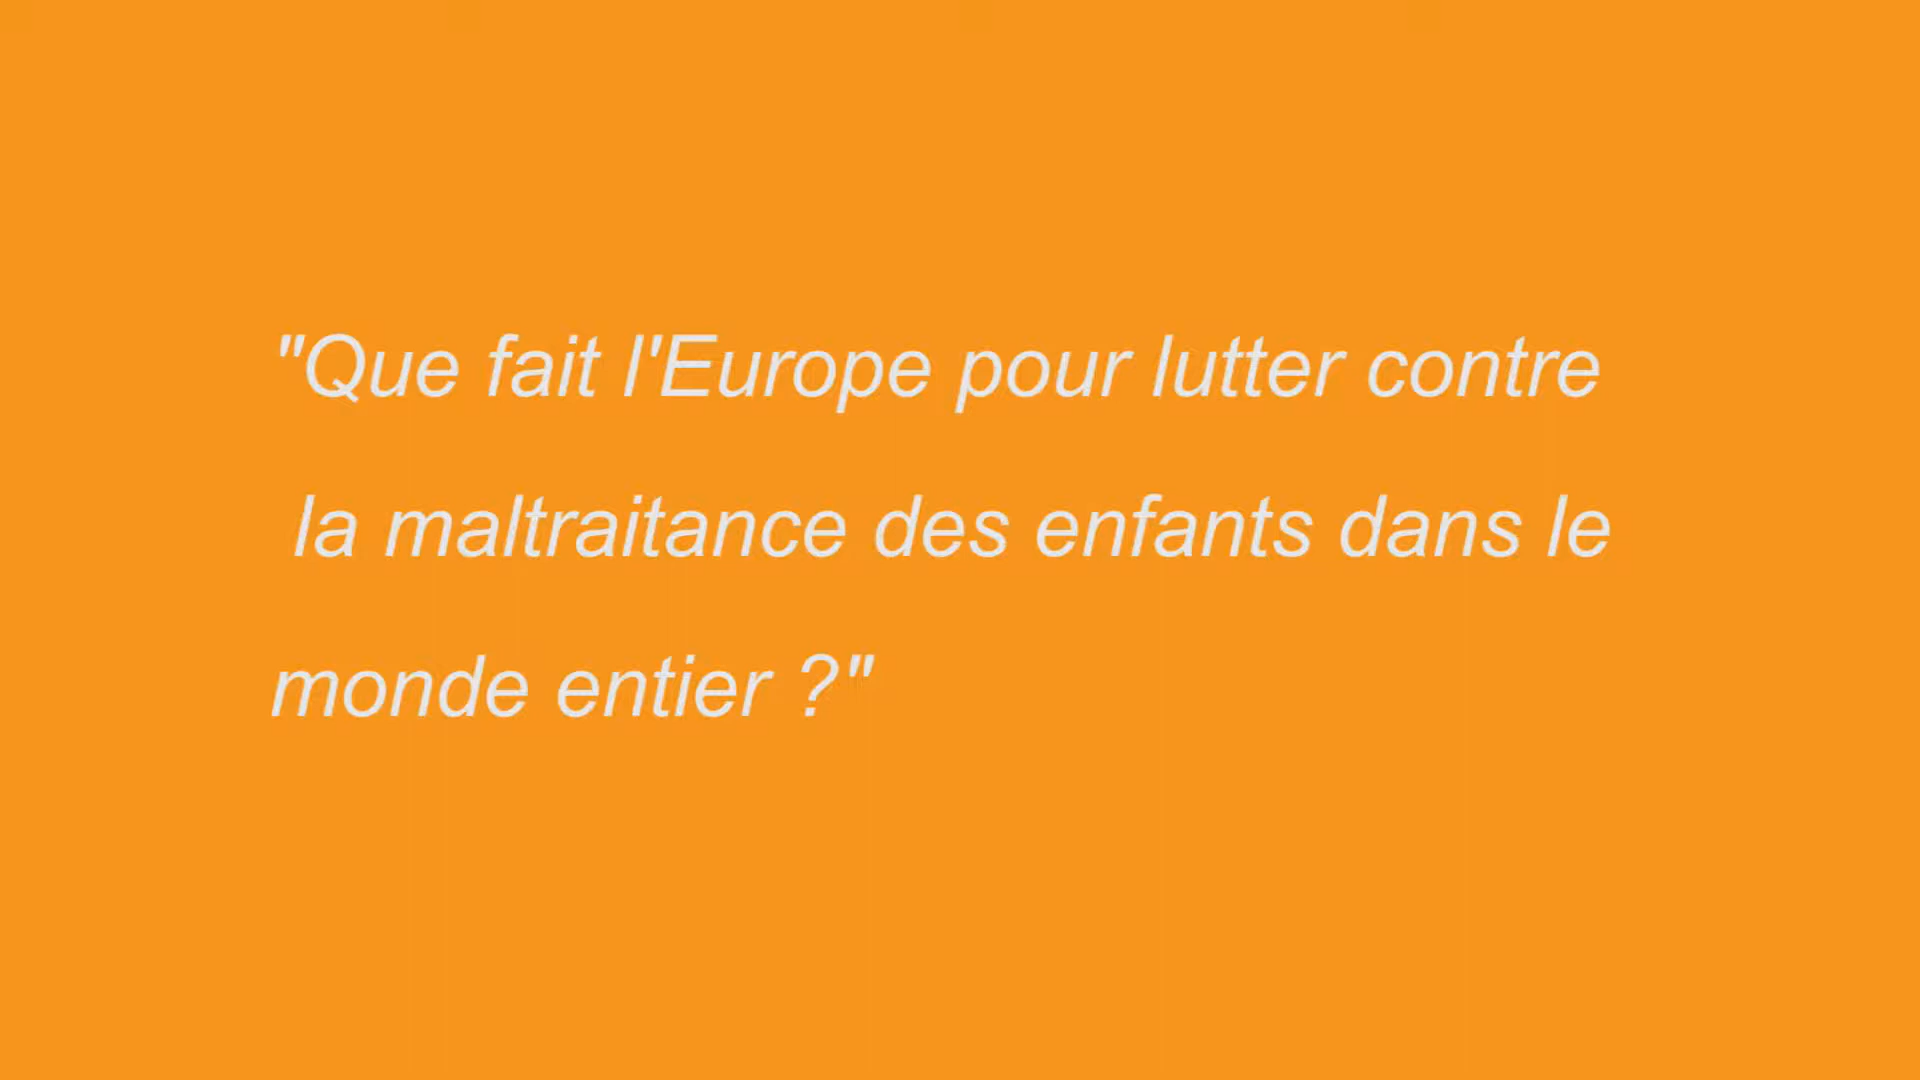 "Que fait l'Europe pour lutter contre
la maltraitance des enfants dans le
monde entier ?"